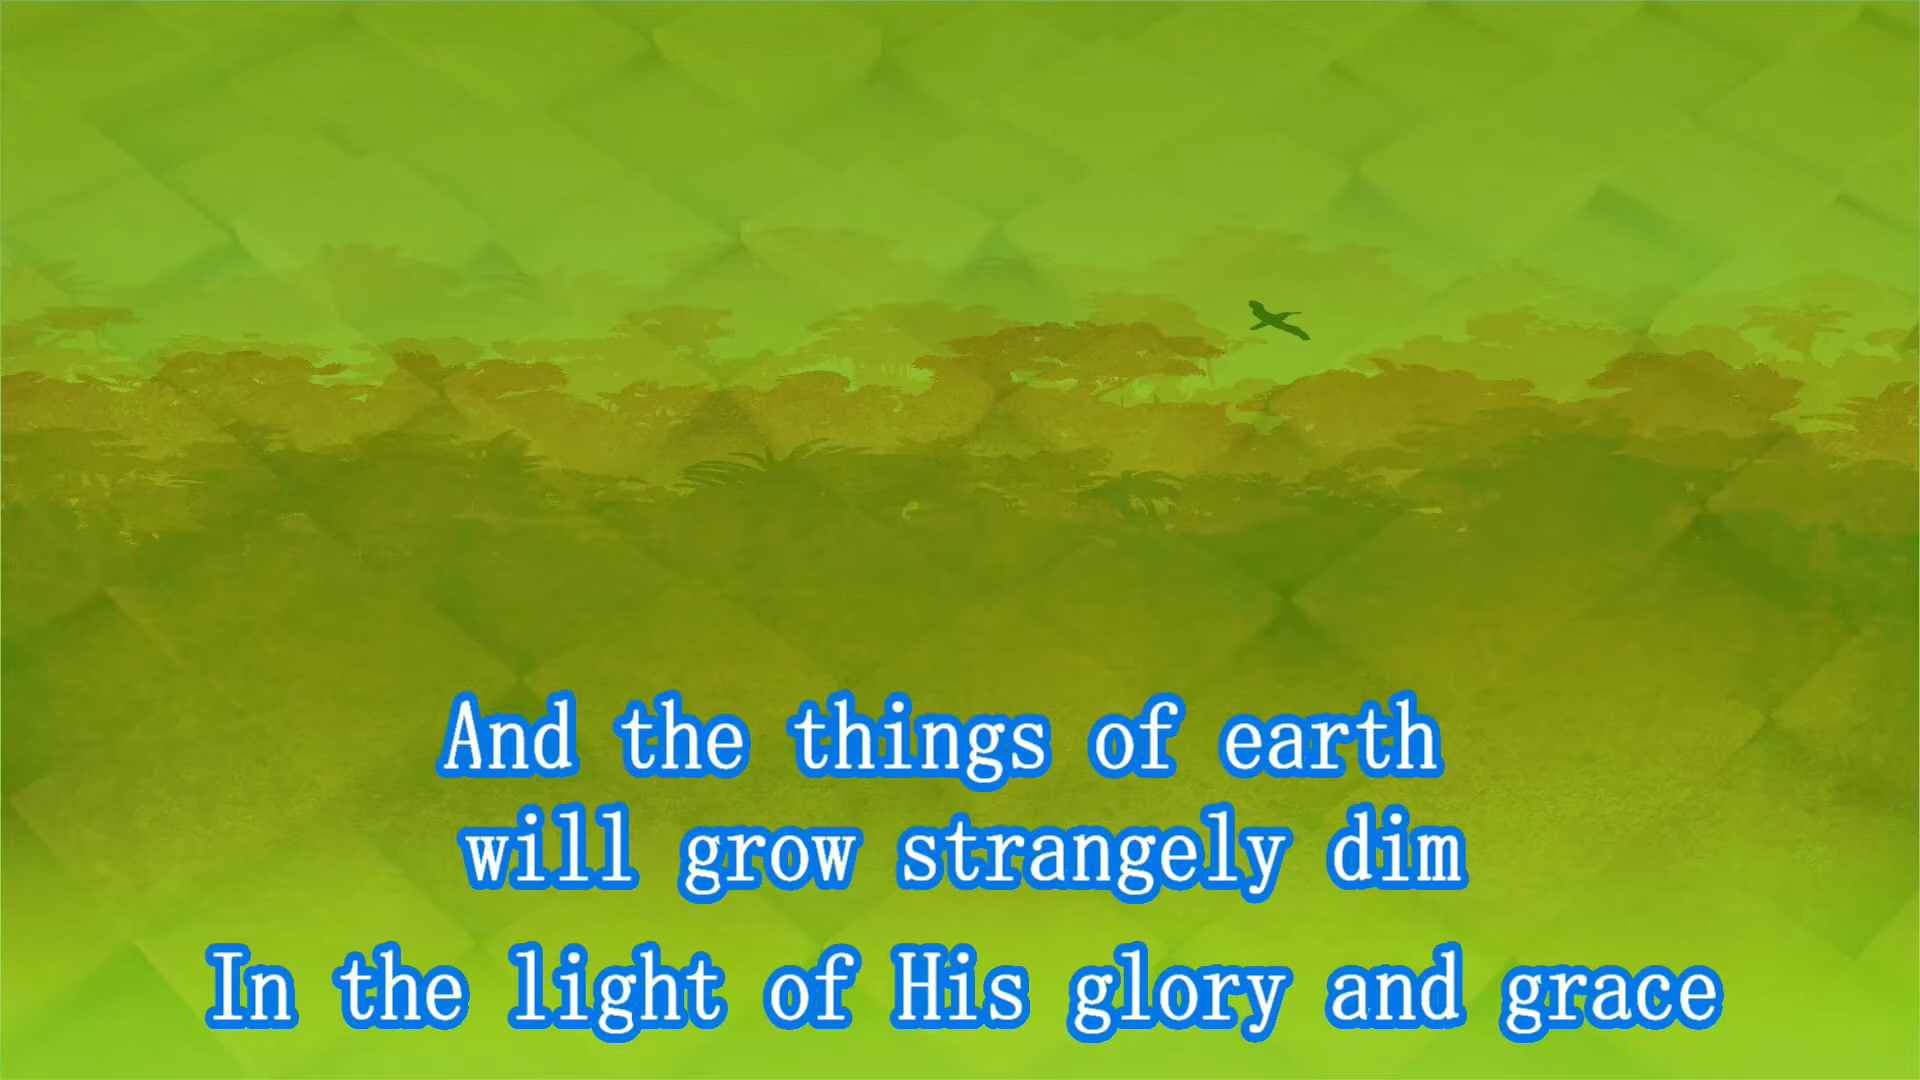 And the things of earth
will grow strangely dim
In the light of His glory and grace